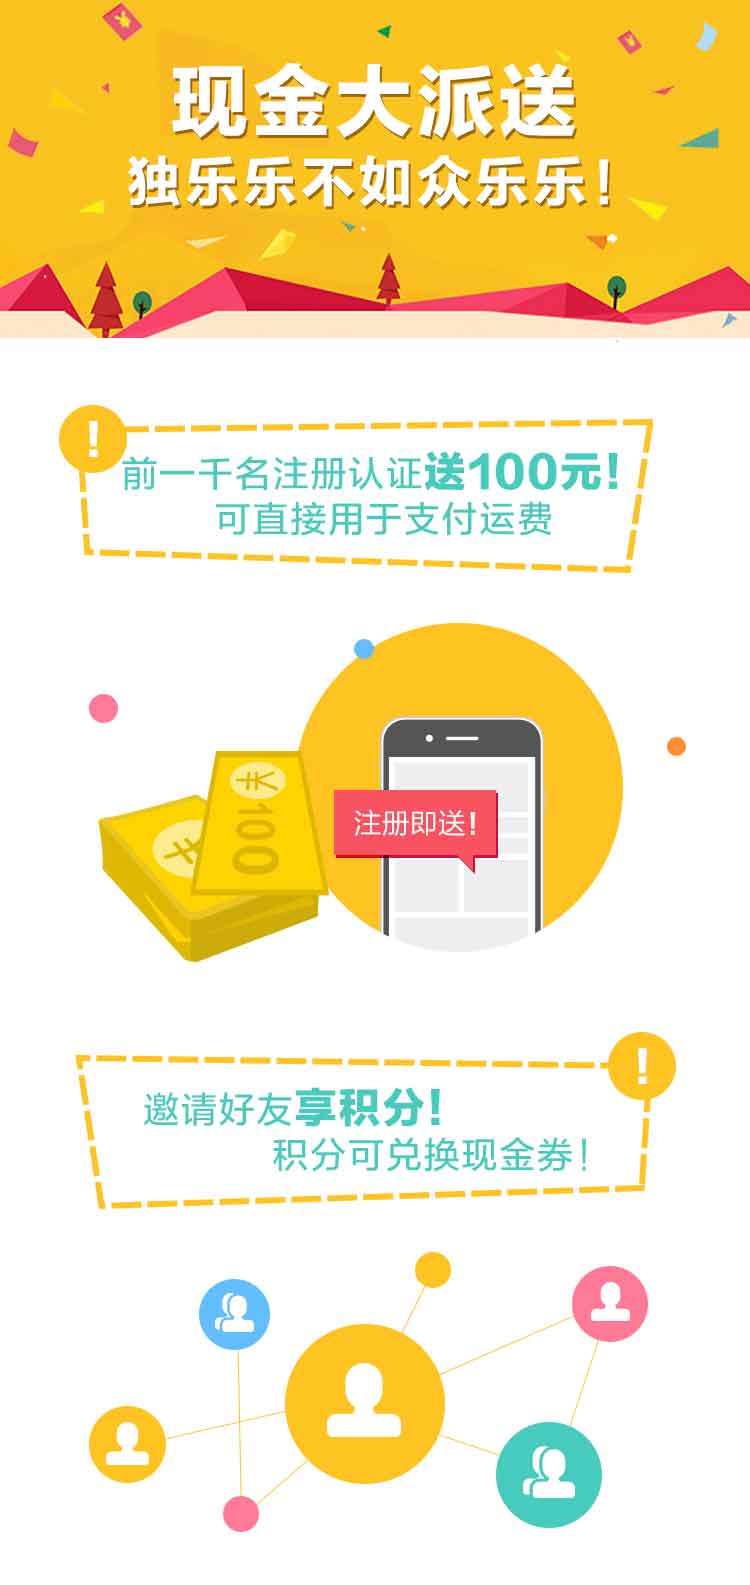 现金大派送
独乐乐不如众乐乐！
！
前一千名注册认证送100元！
可直接用于支付运费
¥
100
¥
注册即送！
！
邀请好友享积分！
积分可兑换现金券！